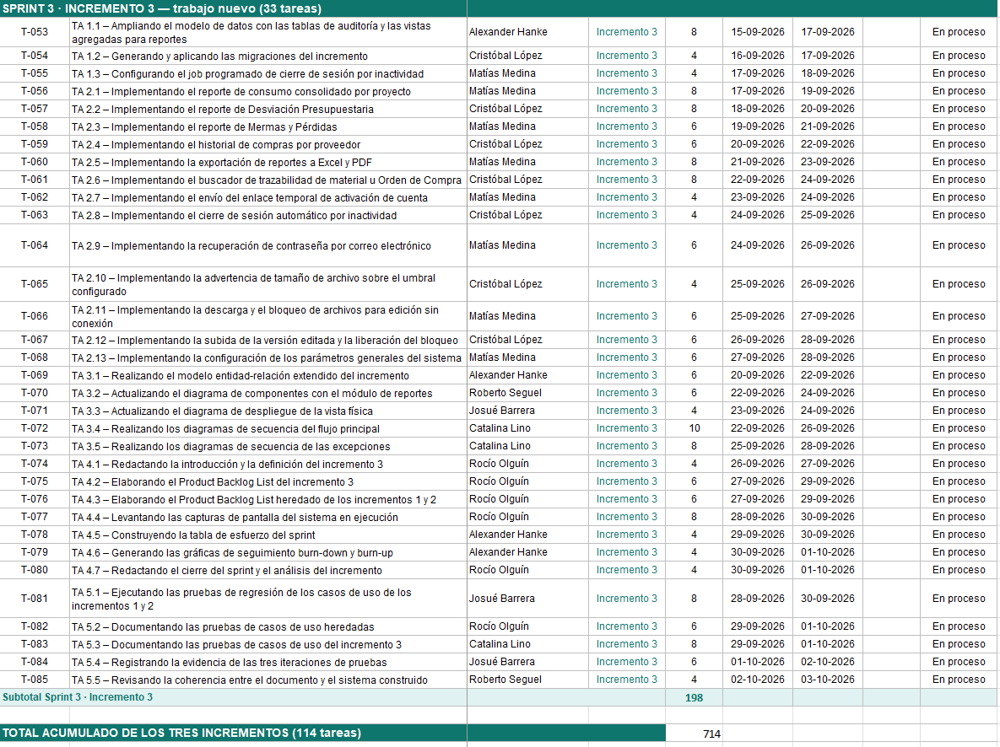 SPRINT 3 · INCREMENTO 3 — trabajo nuevo (33 tareas)
T-053 TA 1.1 – Ampliando el modelo de datos con las tablas de auditoría y las vistas
agregadas para reportes Alexander Hanke Incremento 3 8 15-09-2026 17-09-2026 En proceso
T-054 TA 1.2 – Generando y aplicando las migraciones del incremento Cristóbal López Incremento 3 4 16-09-2026 17-09-2026 En proceso
T-055 TA 1.3 – Configurando el job programado de cierre de sesión por inactividad Matías Medina Incremento 3 4 17-09-2026 18-09-2026 En proceso
T-056 TA 2.1 – Implementando el reporte de consumo consolidado por proyecto Matías Medina Incremento 3 8 17-09-2026 19-09-2026 En proceso
T-057 TA 2.2 – Implementando el reporte de Desviación Presupuestaria Cristóbal López Incremento 3 8 18-09-2026 20-09-2026 En proceso
T-058 TA 2.3 – Implementando el reporte de Mermas y Pérdidas Matías Medina Incremento 3 6 19-09-2026 21-09-2026 En proceso
T-059 TA 2.4 – Implementando el historial de compras por proveedor Cristóbal López Incremento 3 6 20-09-2026 22-09-2026 En proceso
T-060 TA 2.5 – Implementando la exportación de reportes a Excel y PDF Matías Medina Incremento 3 8 21-09-2026 23-09-2026 En proceso
T-061 TA 2.6 – Implementando el buscador de trazabilidad de material u Orden de Compra Cristóbal López Incremento 3 8 22-09-2026 24-09-2026 En proceso
T-062 TA 2.7 – Implementando el envío del enlace temporal de activación de cuenta Matías Medina Incremento 3 4 23-09-2026 24-09-2026 En proceso
T-063 TA 2.8 – Implementando el cierre de sesión automático por inactividad Cristóbal López Incremento 3 4 24-09-2026 25-09-2026 En proceso
T-064 TA 2.9 – Implementando la recuperación de contraseña por correo electrónico Matías Medina Incremento 3 6 24-09-2026 26-09-2026 En proceso
T-065 TA 2.10 – Implementando la advertencia de tamaño de archivo sobre el umbral
configurado Cristóbal López Incremento 3 4 25-09-2026 26-09-2026 En proceso
T-066 TA 2.11 – Implementando la descarga y el bloqueo de archivos para edición sin
conexión Matías Medina Incremento 3 6 25-09-2026 27-09-2026 En proceso
T-067 TA 2.12 – Implementando la subida de la versión editada y la liberación del bloqueo Cristóbal López Incremento 3 6 26-09-2026 28-09-2026 En proceso
T-068 TA 2.13 – Implementando la configuración de los parámetros generales del sistema Matías Medina Incremento 3 6 27-09-2026 28-09-2026 En proceso
T-069 TA 3.1 – Realizando el modelo entidad-relación extendido del incremento Alexander Hanke Incremento 3 6 20-09-2026 22-09-2026 En proceso
T-070 TA 3.2 – Actualizando el diagrama de componentes con el módulo de reportes Roberto Seguel Incremento 3 6 22-09-2026 24-09-2026 En proceso
T-071 TA 3.3 – Actualizando el diagrama de despliegue de la vista física Josué Barrera Incremento 3 4 23-09-2026 24-09-2026 En proceso
T-072 TA 3.4 – Realizando los diagramas de secuencia del flujo principal Catalina Lino Incremento 3 10 22-09-2026 26-09-2026 En proceso
T-073 TA 3.5 – Realizando los diagramas de secuencia de las excepciones Catalina Lino Incremento 3 8 25-09-2026 28-09-2026 En proceso
T-074 TA 4.1 – Redactando la introducción y la definición del incremento 3 Rocío Olguín Incremento 3 4 26-09-2026 27-09-2026 En proceso
T-075 TA 4.2 – Elaborando el Product Backlog List del incremento 3 Rocío Olguín Incremento 3 6 27-09-2026 29-09-2026 En proceso
T-076 TA 4.3 – Elaborando el Product Backlog List heredado de los incrementos 1 y 2 Rocío Olguín Incremento 3 6 27-09-2026 29-09-2026 En proceso
T-077 TA 4.4 – Levantando las capturas de pantalla del sistema en ejecución Rocío Olguín Incremento 3 8 28-09-2026 30-09-2026 En proceso
T-078 TA 4.5 – Construyendo la tabla de esfuerzo del sprint Alexander Hanke Incremento 3 4 29-09-2026 30-09-2026 En proceso
T-079 TA 4.6 – Generando las gráficas de seguimiento burn-down y burn-up Alexander Hanke Incremento 3 4 30-09-2026 01-10-2026 En proceso
T-080 TA 4.7 – Redactando el cierre del sprint y el análisis del incremento Rocío Olguín Incremento 3 4 30-09-2026 01-10-2026 En proceso
T-081 TA 5.1 – Ejecutando las pruebas de regresión de los casos de uso de los
incrementos 1 y 2 Josué Barrera Incremento 3 8 28-09-2026 30-09-2026 En proceso
T-082 TA 5.2 – Documentando las pruebas de casos de uso heredadas Rocío Olguín Incremento 3 6 29-09-2026 01-10-2026 En proceso
T-083 TA 5.3 – Documentando las pruebas de casos de uso del incremento 3 Catalina Lino Incremento 3 8 29-09-2026 01-10-2026 En proceso
T-084 TA 5.4 – Registrando la evidencia de las tres iteraciones de pruebas Josué Barrera Incremento 3 6 01-10-2026 02-10-2026 En proceso
T-085 TA 5.5 – Revisando la coherencia entre el documento y el sistema construido Roberto Seguel Incremento 3 4 02-10-2026 03-10-2026 En proceso
Subtotal Sprint 3 · Incremento 3 198
TOTAL ACUMULADO DE LOS TRES INCREMENTOS (114 tareas) 714